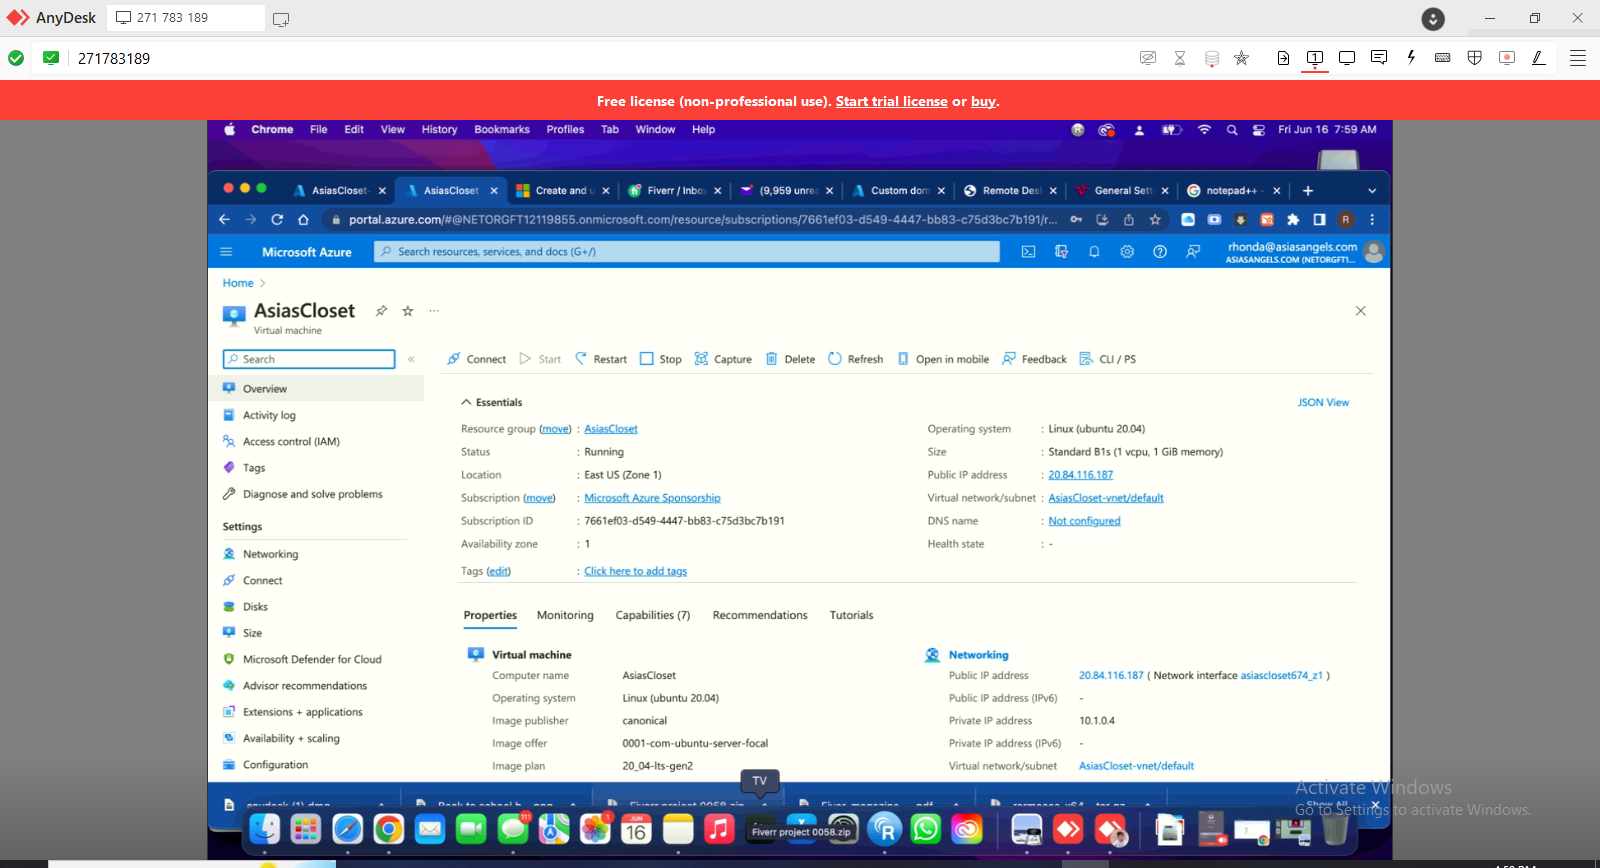 AnyDesk 271 783 189
271783189
Free license (non-professional use). Start trial license or buy.
Chrome File Edit View History Bookmarks Profiles Tab Window Help Fri Jun 16 7:59 AM
AsiasCloset- AsiasCloset Create and u Fiverr / Inbo (9,959 unrea Custom dom Remote Desk General Setti notepad++ -
portal.azure.com/#@NETORGFT12119855.onmicrosoft.com/resource/subscriptions/7661ef03-d549-4447-bb83-c75d3bc7b191/r... R
Microsoft Azure Search resources, services, and docs (G+/) rhonda@asiasangels.com
ASIASANGELS.COM (NETORGFT1...
Home >
AsiasCloset
Virtual machine
Search Connect Start Restart Stop Capture Delete Refresh Open in mobile Feedback CLI / PS
Overview
Activity log
Access control (IAM)
Tags
Diagnose and solve problems
Settings
Networking
Connect
Disks
Size
Microsoft Defender for Cloud
Advisor recommendations
Extensions + applications
Availability + scaling
Configuration
Essentials JSON View
Resource group (move) : AsiasCloset
Status : Running
Location : East US (Zone 1)
Subscription (move) : Microsoft Azure Sponsorship
Subscription ID : 7661ef03-d549-4447-bb83-c75d3bc7b191
Availability zone : 1
Tags (edit) : Click here to add tags
Operating system : Linux (ubuntu 20.04)
Size : Standard B1s (1 vcpu, 1 GiB memory)
Public IP address : 20.84.116.187
Virtual network/subnet : AsiasCloset-vnet/default
DNS name : Not configured
Health state : -
Properties Monitoring Capabilities (7) Recommendations Tutorials
Virtual machine
Computer name AsiasCloset
Operating system Linux (ubuntu 20.04)
Image publisher canonical
Image offer 0001-com-ubuntu-server-focal
Image plan 20_04-lts-gen2
Networking
Public IP address 20.84.116.187 ( Network interface asiascloset674_z1 )
Public IP address (IPv6) -
Private IP address 10.1.0.4
Private IP address (IPv6) -
Virtual network/subnet AsiasCloset-vnet/default
TV
Activate Windows
Go to Settings to activate Windows.
Show All
JUN
16
Fiverr project 0058.zip